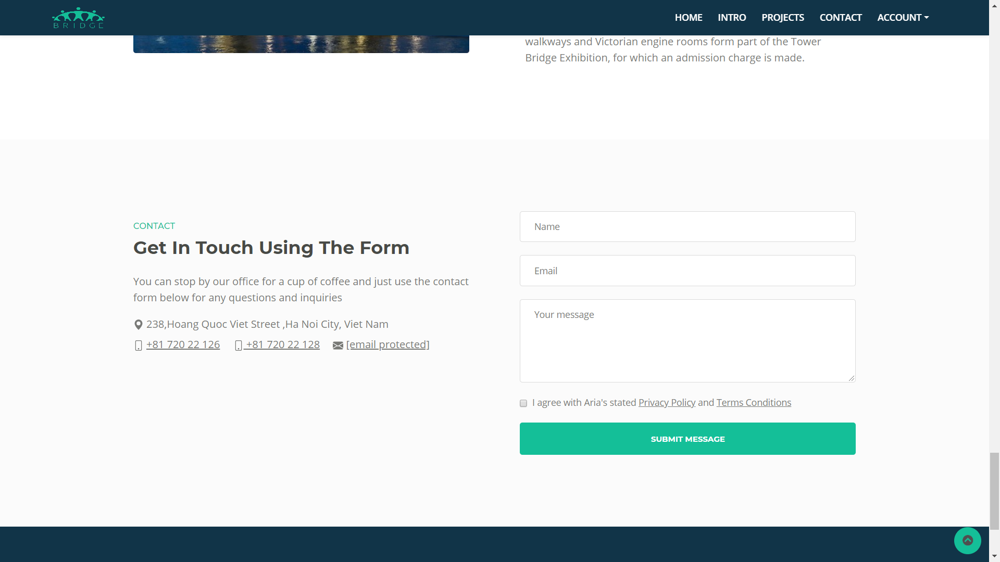 BRIDGE
HOME INTRO PROJECTS CONTACT ACCOUNT
walkways and Victorian engine rooms form part of the Tower
Bridge Exhibition, for which an admission charge is made.
CONTACT
Get In Touch Using The Form
You can stop by our office for a cup of coffee and just use the contact
form below for any questions and inquiries
238,Hoang Quoc Viet Street ,Ha Noi City, Viet Nam
+81 720 22 126 +81 720 22 128 [email protected]
Name
Email
Your message
I agree with Aria's stated Privacy Policy and Terms Conditions
SUBMIT MESSAGE